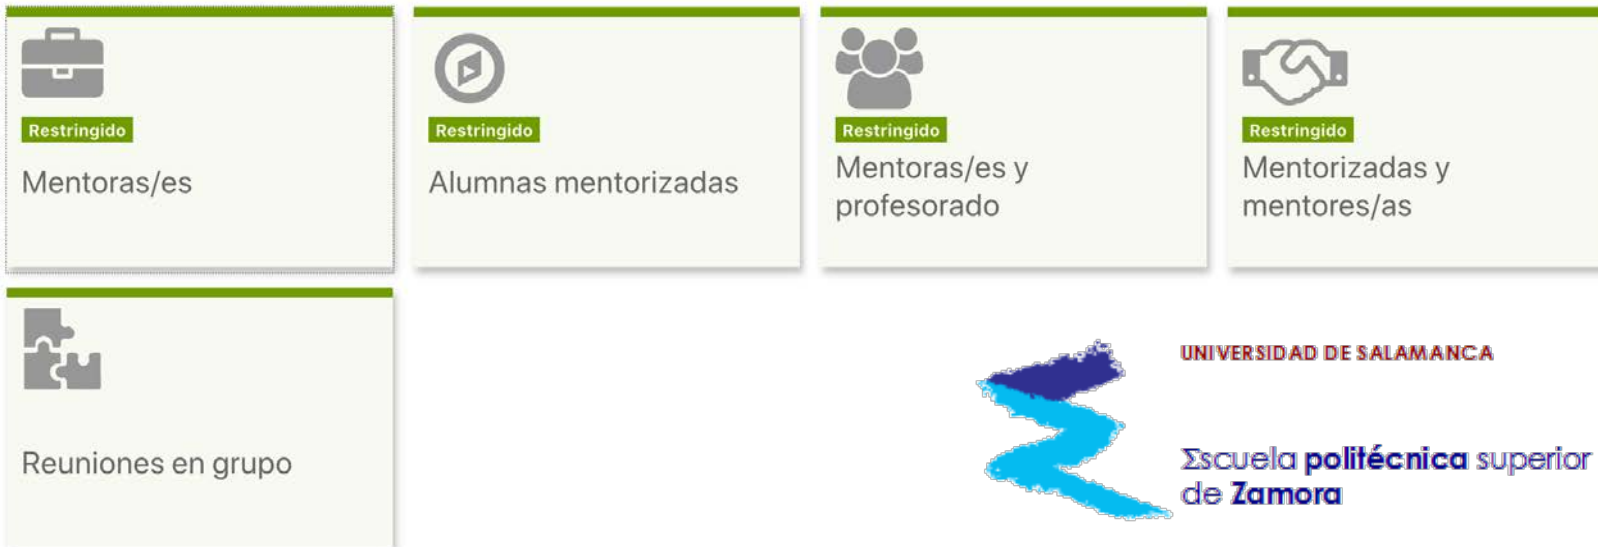 Restringido
Mentoras/es
Restringido
Alumnas mentorizadas
Restringido
Mentoras/es y
profesorado
Restringido
Mentorizadas y
mentores/as
Reuniones en grupo
UNIVERSIDAD DE SALAMANCA
Σscuela politécnica superior
de Zamora